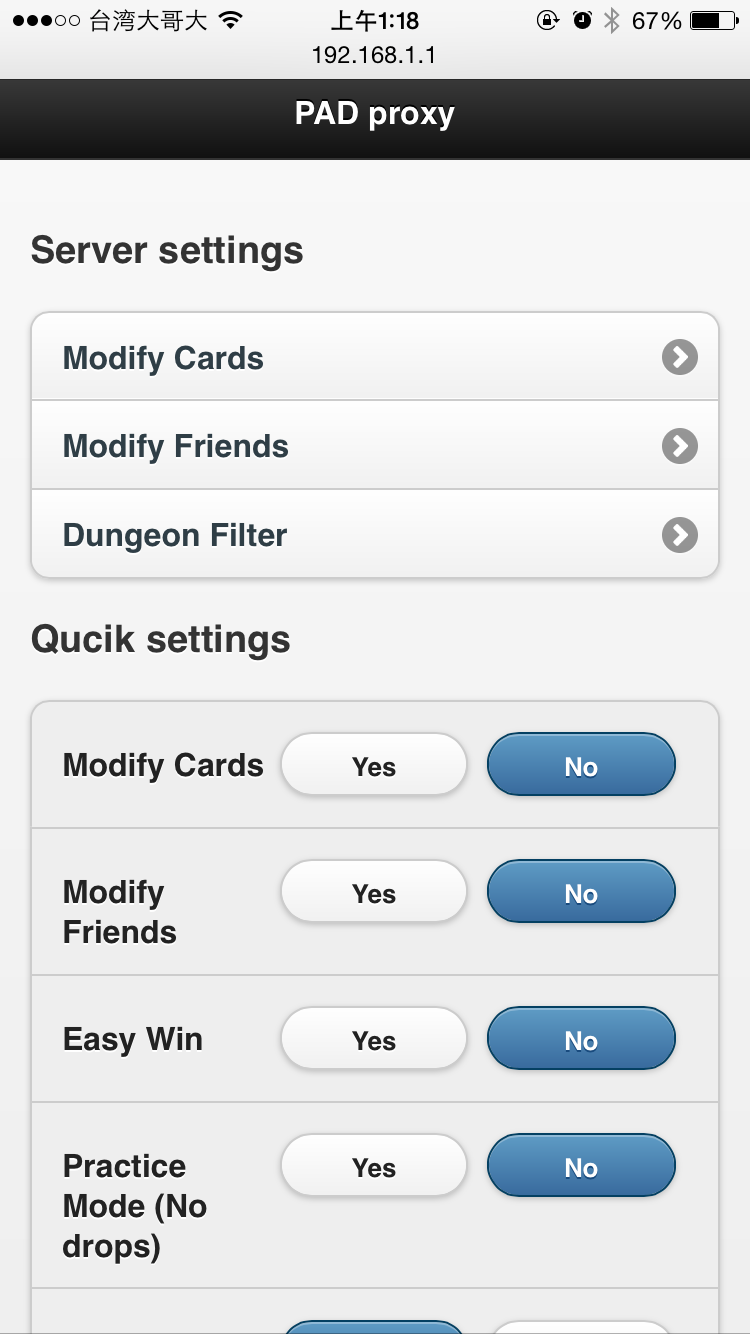 台湾大哥大 上午1:18 67%
192.168.1.1
PAD proxy
Server settings
Modify Cards
Modify Friends
Dungeon Filter
Qucik settings
Modify Cards Yes No
Modify Yes No
Friends
Easy Win Yes No
Practice Yes No
Mode (No
drops)